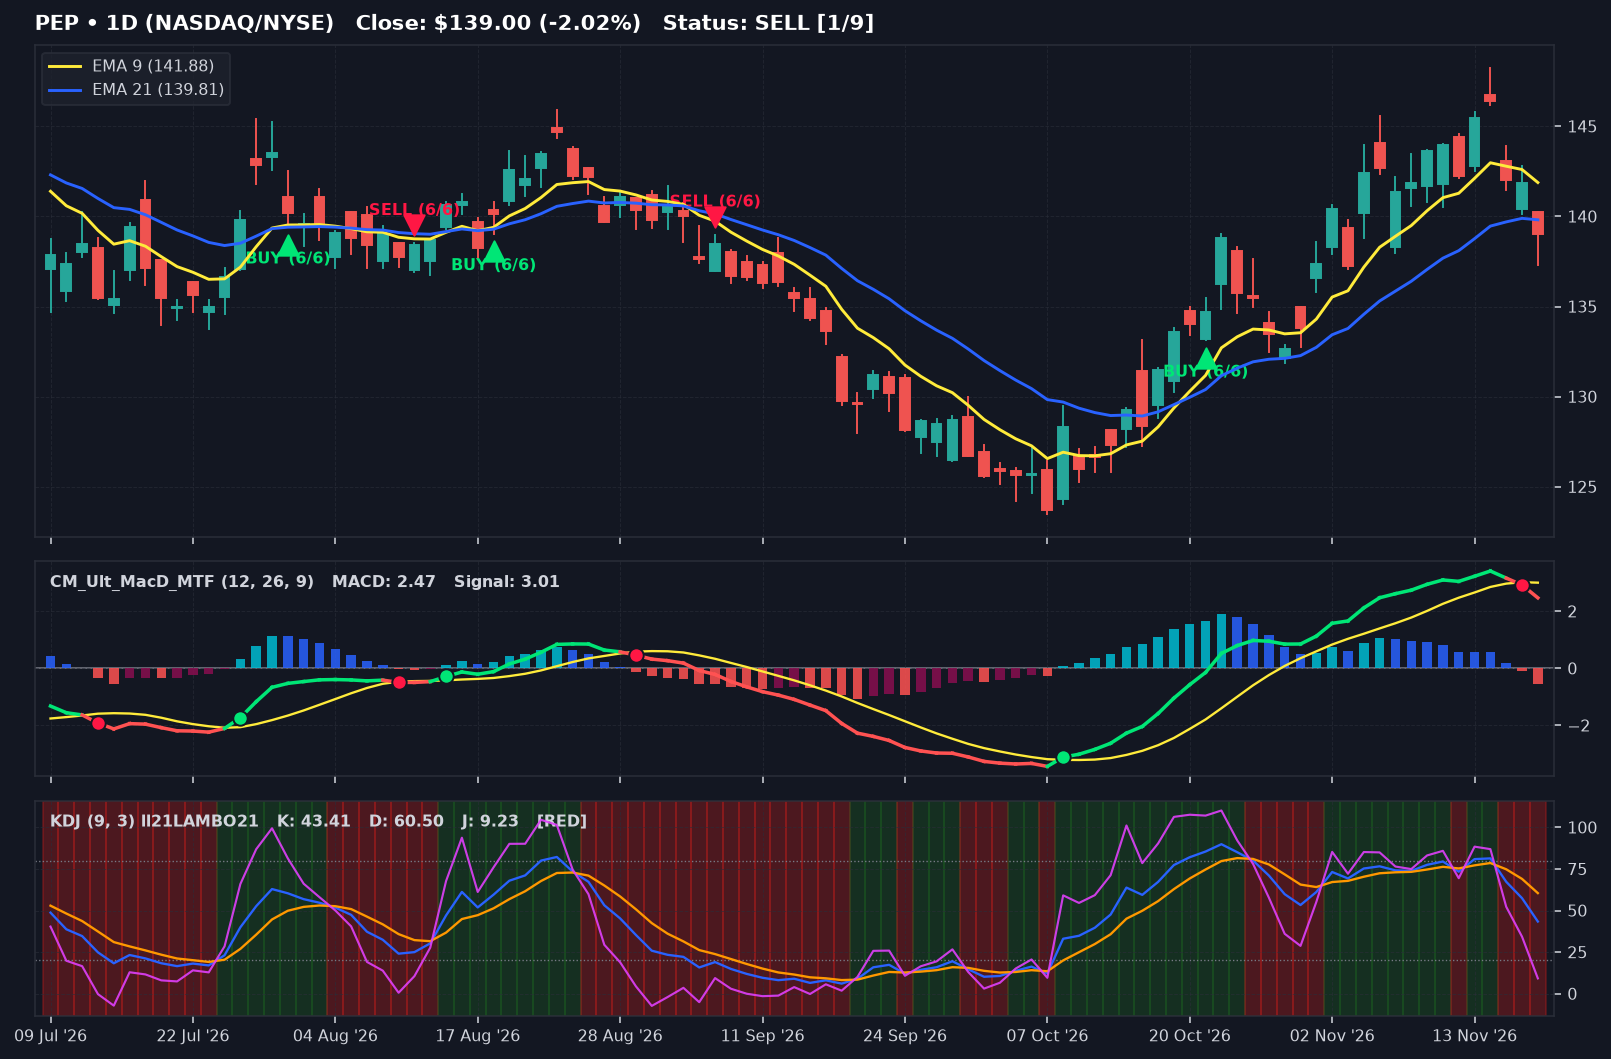 PEP • 1D (NASDAQ/NYSE)   Close: $139.00 (-2.02%)   Status: SELL [1/9]
EMA 9 (141.88)
EMA 21 (139.81)
145
140
135
130
125
BUY (6/6)
SELL (6/6)
BUY (6/6)
SELL (6/6)
BUY (6/6)
CM_Ult_MacD_MTF (12, 26, 9)   MACD: 2.47   Signal: 3.01
2
0
−2
KDJ (9, 3) II21LAMBO21   K: 43.41   D: 60.50   J: 9.23   [RED]
100
75
50
25
0
09 Jul '26
22 Jul '26
04 Aug '26
17 Aug '26
28 Aug '26
11 Sep '26
24 Sep '26
07 Oct '26
20 Oct '26
02 Nov '26
13 Nov '26